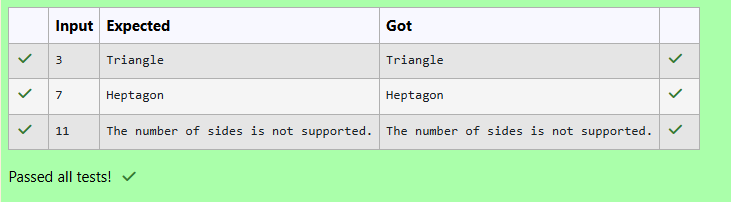 Input Expected Got
3 Triangle Triangle
7 Heptagon Heptagon
11 The number of sides is not supported. The number of sides is not supported.
Passed all tests!